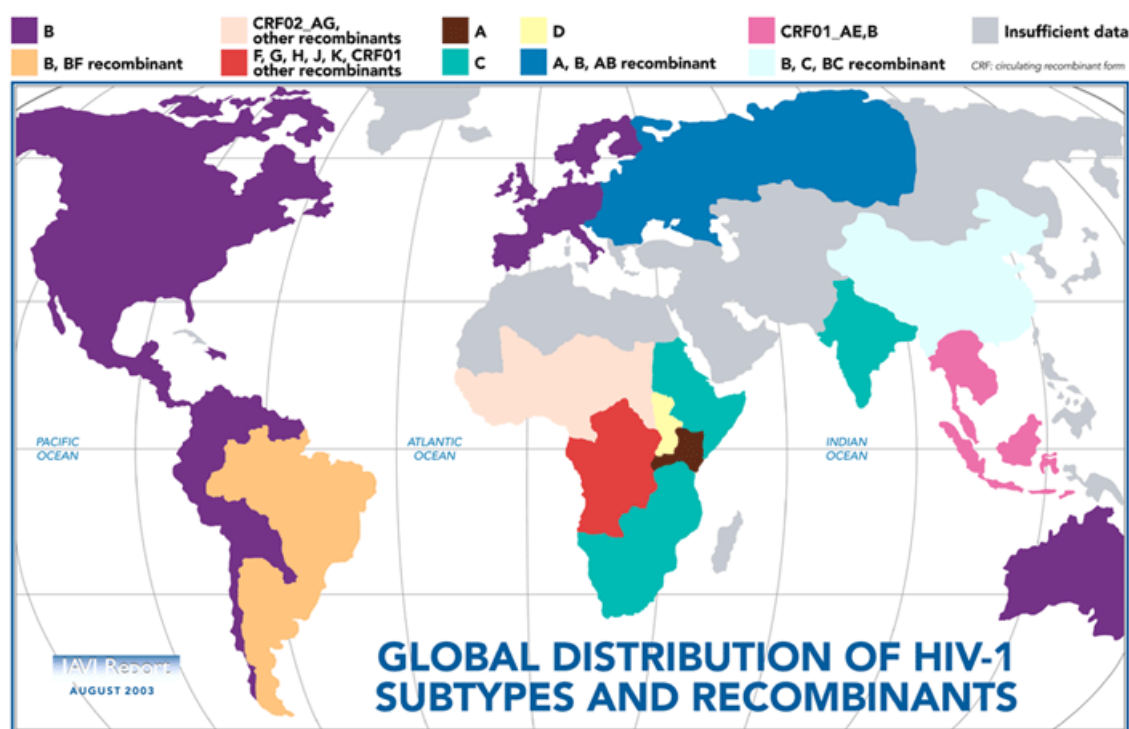 B
CRF02_AG,
other recombinants
A
D
CRF01_AE,B
Insufficient data
B, BF recombinant
F, G, H, J, K, CRF01
other recombinants
C
A, B, AB recombinant
B, C, BC recombinant
CRF: circulating recombinant form
PACIFIC
OCEAN
ATLANTIC
OCEAN
INDIAN
OCEAN
IAVI Report
AUGUST 2003
GLOBAL DISTRIBUTION OF HIV-1
SUBTYPES AND RECOMBINANTS